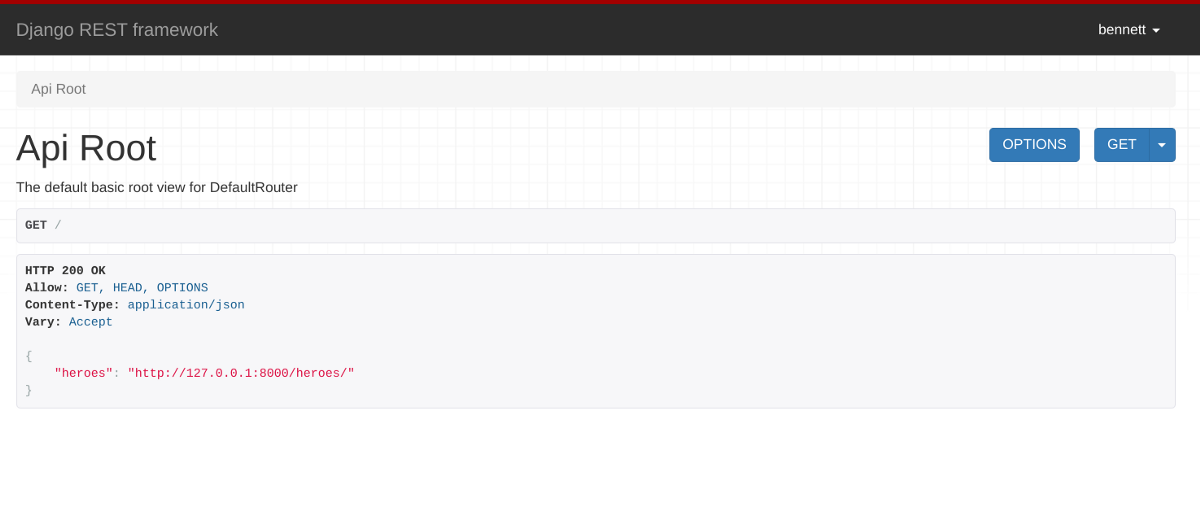 Django REST framework
bennett
Api Root
Api Root
OPTIONS
GET
The default basic root view for DefaultRouter
GET /
HTTP 200 OK
Allow: GET, HEAD, OPTIONS
Content-Type: application/json
Vary: Accept
{
    "heroes": "http://127.0.0.1:8000/heroes/"
}